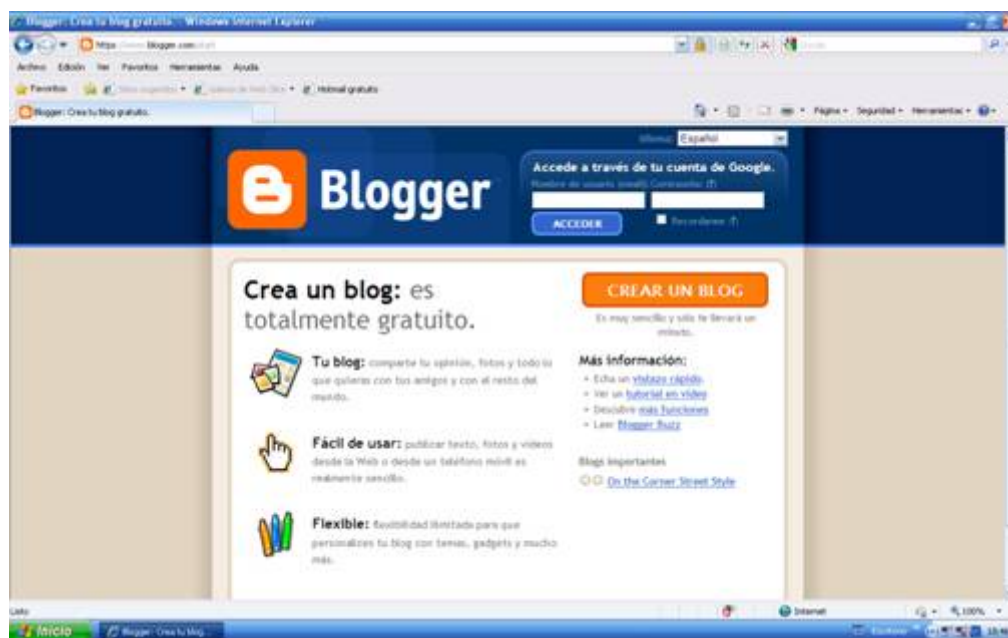 Blogger: Crea tu blog gratuito. - Windows Internet Explorer
Archivo Edición Ver Favoritos Herramientas Ayuda
Favoritos Hotmail gratuito
Blogger: Crea tu blog gratuito.
Página Seguridad Herramientas
Idioma: Español
Blogger
Accede a través de tu cuenta de Google.
Nombre de usuario (email): Contraseña: (?)
ACCEDER
Recordarme (?)
Crea un blog: es
totalmente gratuito.
CREAR UN BLOG
Es muy sencillo y sólo te llevará un
minuto.
Tu blog: comparte tu opinión, fotos y todo lo
que quieras con tus amigos y con el resto del
mundo.
Fácil de usar: publicar texto, fotos y vídeos
desde la Web o desde un teléfono móvil es
realmente sencillo.
Flexible: flexibilidad ilimitada para que
personalices tu blog con temas, gadgets y mucho
más.
Más información:
Echa un vistazo rápido.
Ver un tutorial en vídeo
Descubre más funciones
Leer Blogger Buzz
Blogs importantes
On the Corner Street Style
Listo
Internet
100%
Inicio
Blogger: Crea tu blog...